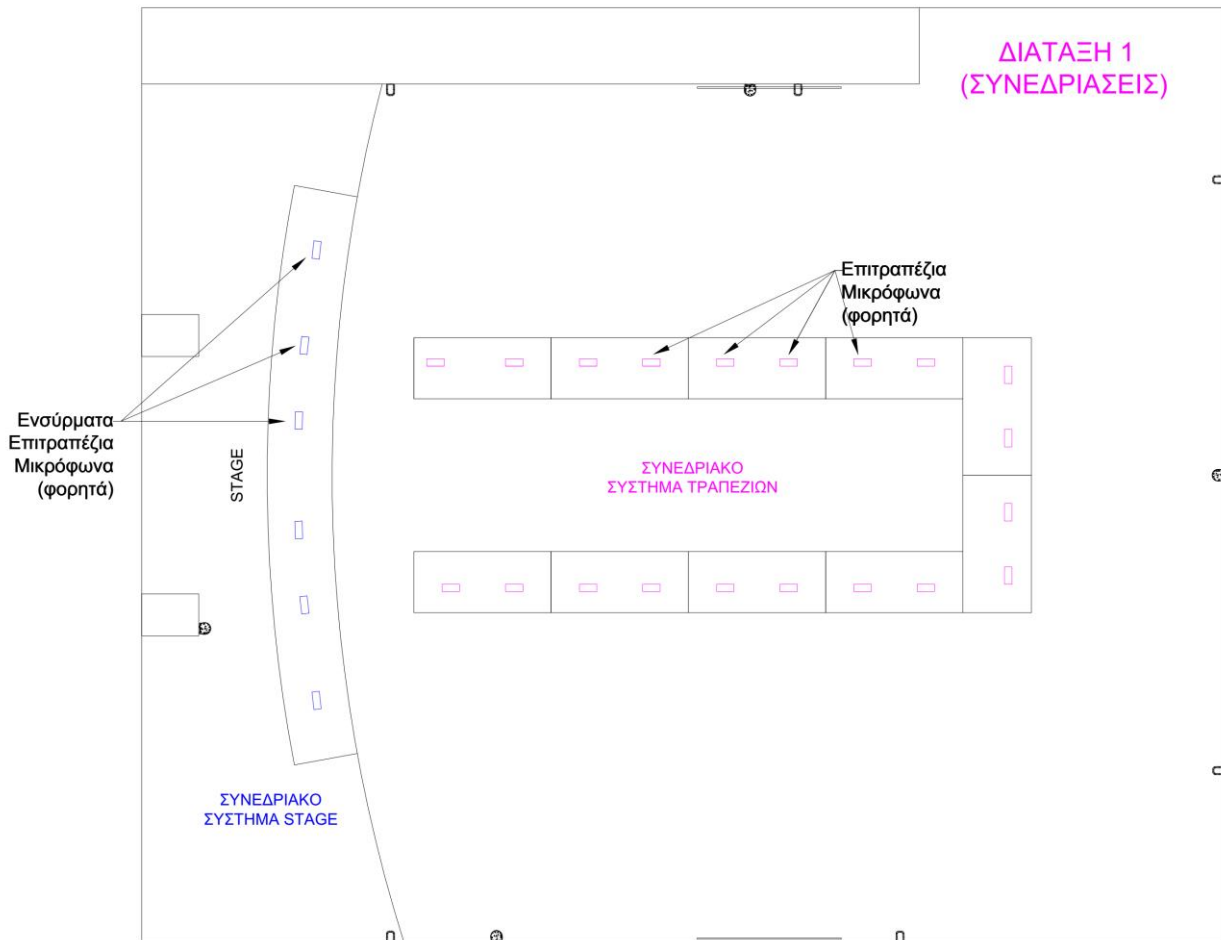 ΔΙΑΤΑΞΗ 1
(ΣΥΝΕΔΡΙΑΣΕΙΣ)
Επιτραπέζια
Μικρόφωνα
(φορητά)
Ενσύρματα
Επιτραπέζια
Μικρόφωνα
(φορητά)
STAGE
ΣΥΝΕΔΡΙΑΚΟ
ΣΥΣΤΗΜΑ ΤΡΑΠΕΖΙΩΝ
ΣΥΝΕΔΡΙΑΚΟ
ΣΥΣΤΗΜΑ STAGE